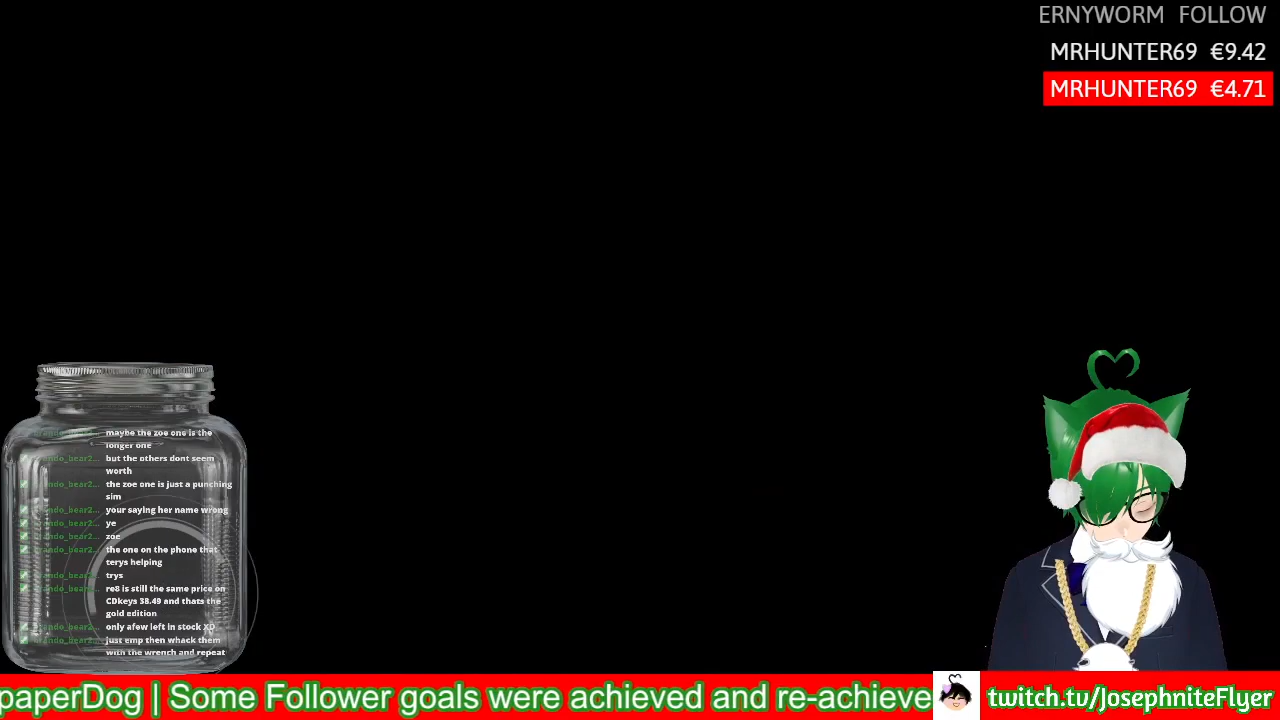 ERNYWORM FOLLOW
MRHUNTER69 €9.42
MRHUNTER69 €4.71
maybe the zoe one is the
longer one
but the others dont seem
worth
the zoe one is just a punching
sim
your saying her name wrong
ye
zoe
the one on the phone that
terys helping
trys
re8 is still the same price on
CDkeys 38.49 and thats the
gold edition
only afew left in stock XD
just emp then whack them
with the wrench and repeat
paperDog | Some Follower goals were achieved and re-achieve
twitch.tv/JosephniteFlyer